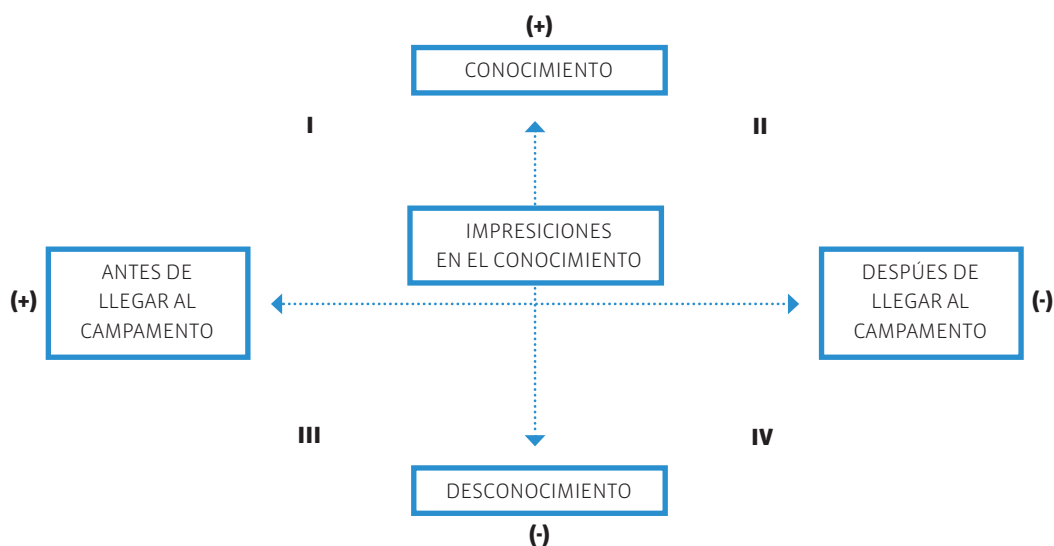 (+)
CONOCIMIENTO
I
II
IMPRESICIONES
EN EL CONOCIMIENTO
(+)
ANTES DE
LLEGAR AL
CAMPAMENTO
DESPÚES DE
LLEGAR AL
CAMPAMENTO
(-)
III
IV
DESCONOCIMIENTO
(-)